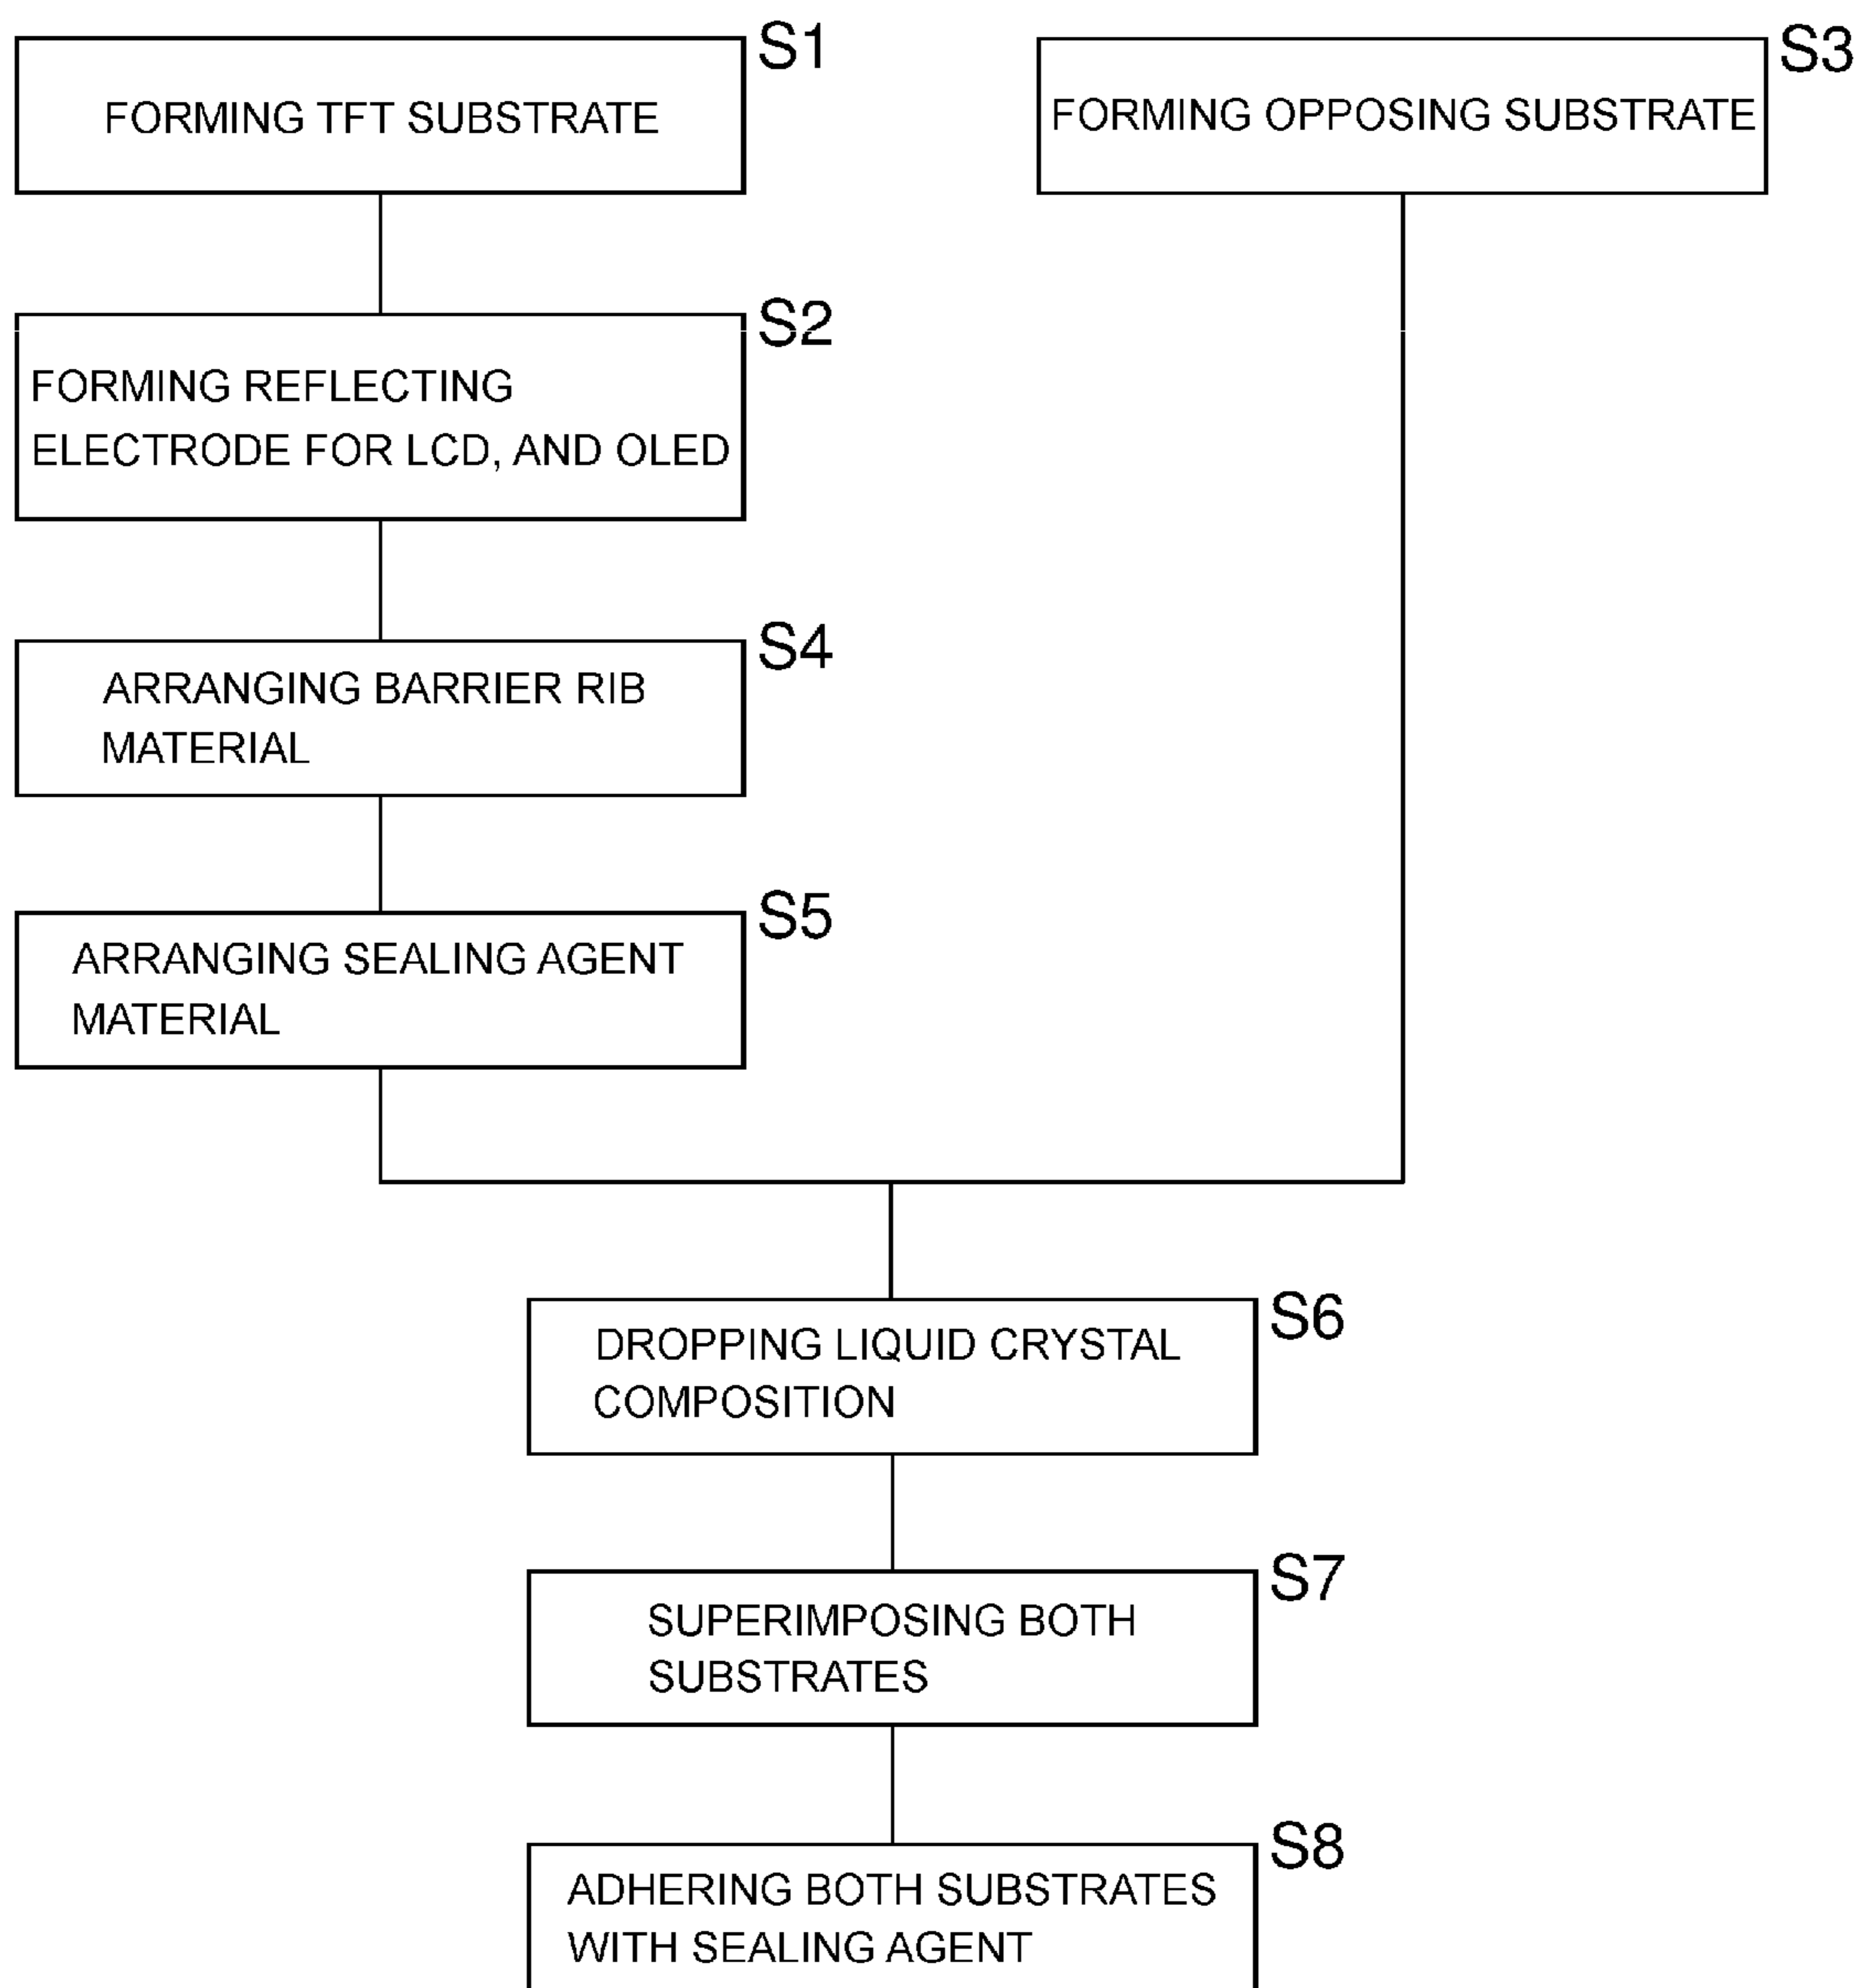 S1
FORMING TFT SUBSTRATE
S3
FORMING OPPOSING SUBSTRATE
S2
FORMING REFLECTING
ELECTRODE FOR LCD, AND OLED
S4
ARRANGING BARRIER RIB
MATERIAL
S5
ARRANGING SEALING AGENT
MATERIAL
S6
DROPPING LIQUID CRYSTAL
COMPOSITION
S7
SUPERIMPOSING BOTH
SUBSTRATES
S8
ADHERING BOTH SUBSTRATES
WITH SEALING AGENT